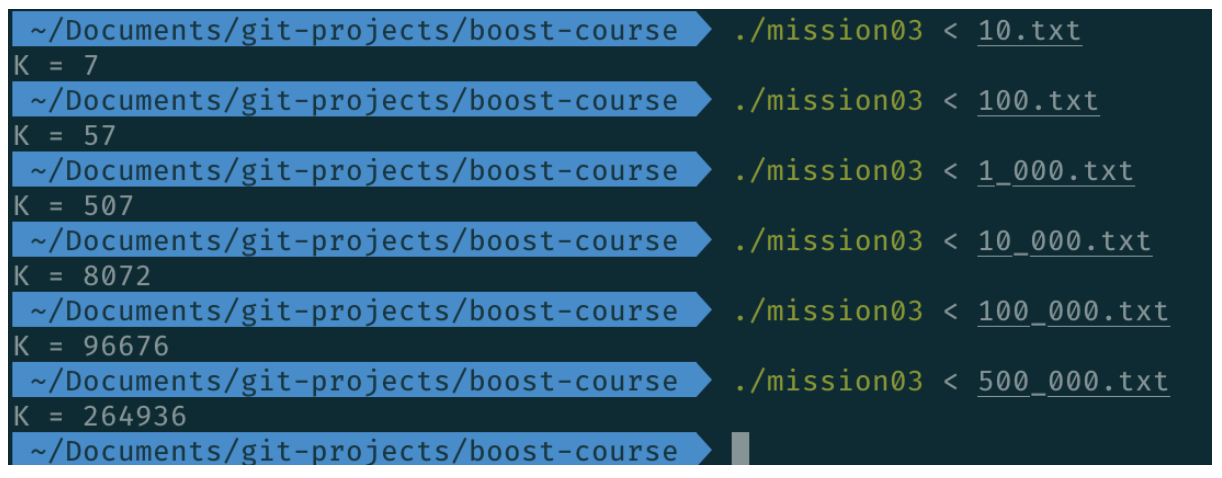 ~/Documents/git-projects/boost-course ./mission03 < 10.txt
K = 7
~/Documents/git-projects/boost-course ./mission03 < 100.txt
K = 57
~/Documents/git-projects/boost-course ./mission03 < 1_000.txt
K = 507
~/Documents/git-projects/boost-course ./mission03 < 10_000.txt
K = 8072
~/Documents/git-projects/boost-course ./mission03 < 100_000.txt
K = 96676
~/Documents/git-projects/boost-course ./mission03 < 500_000.txt
K = 264936
~/Documents/git-projects/boost-course